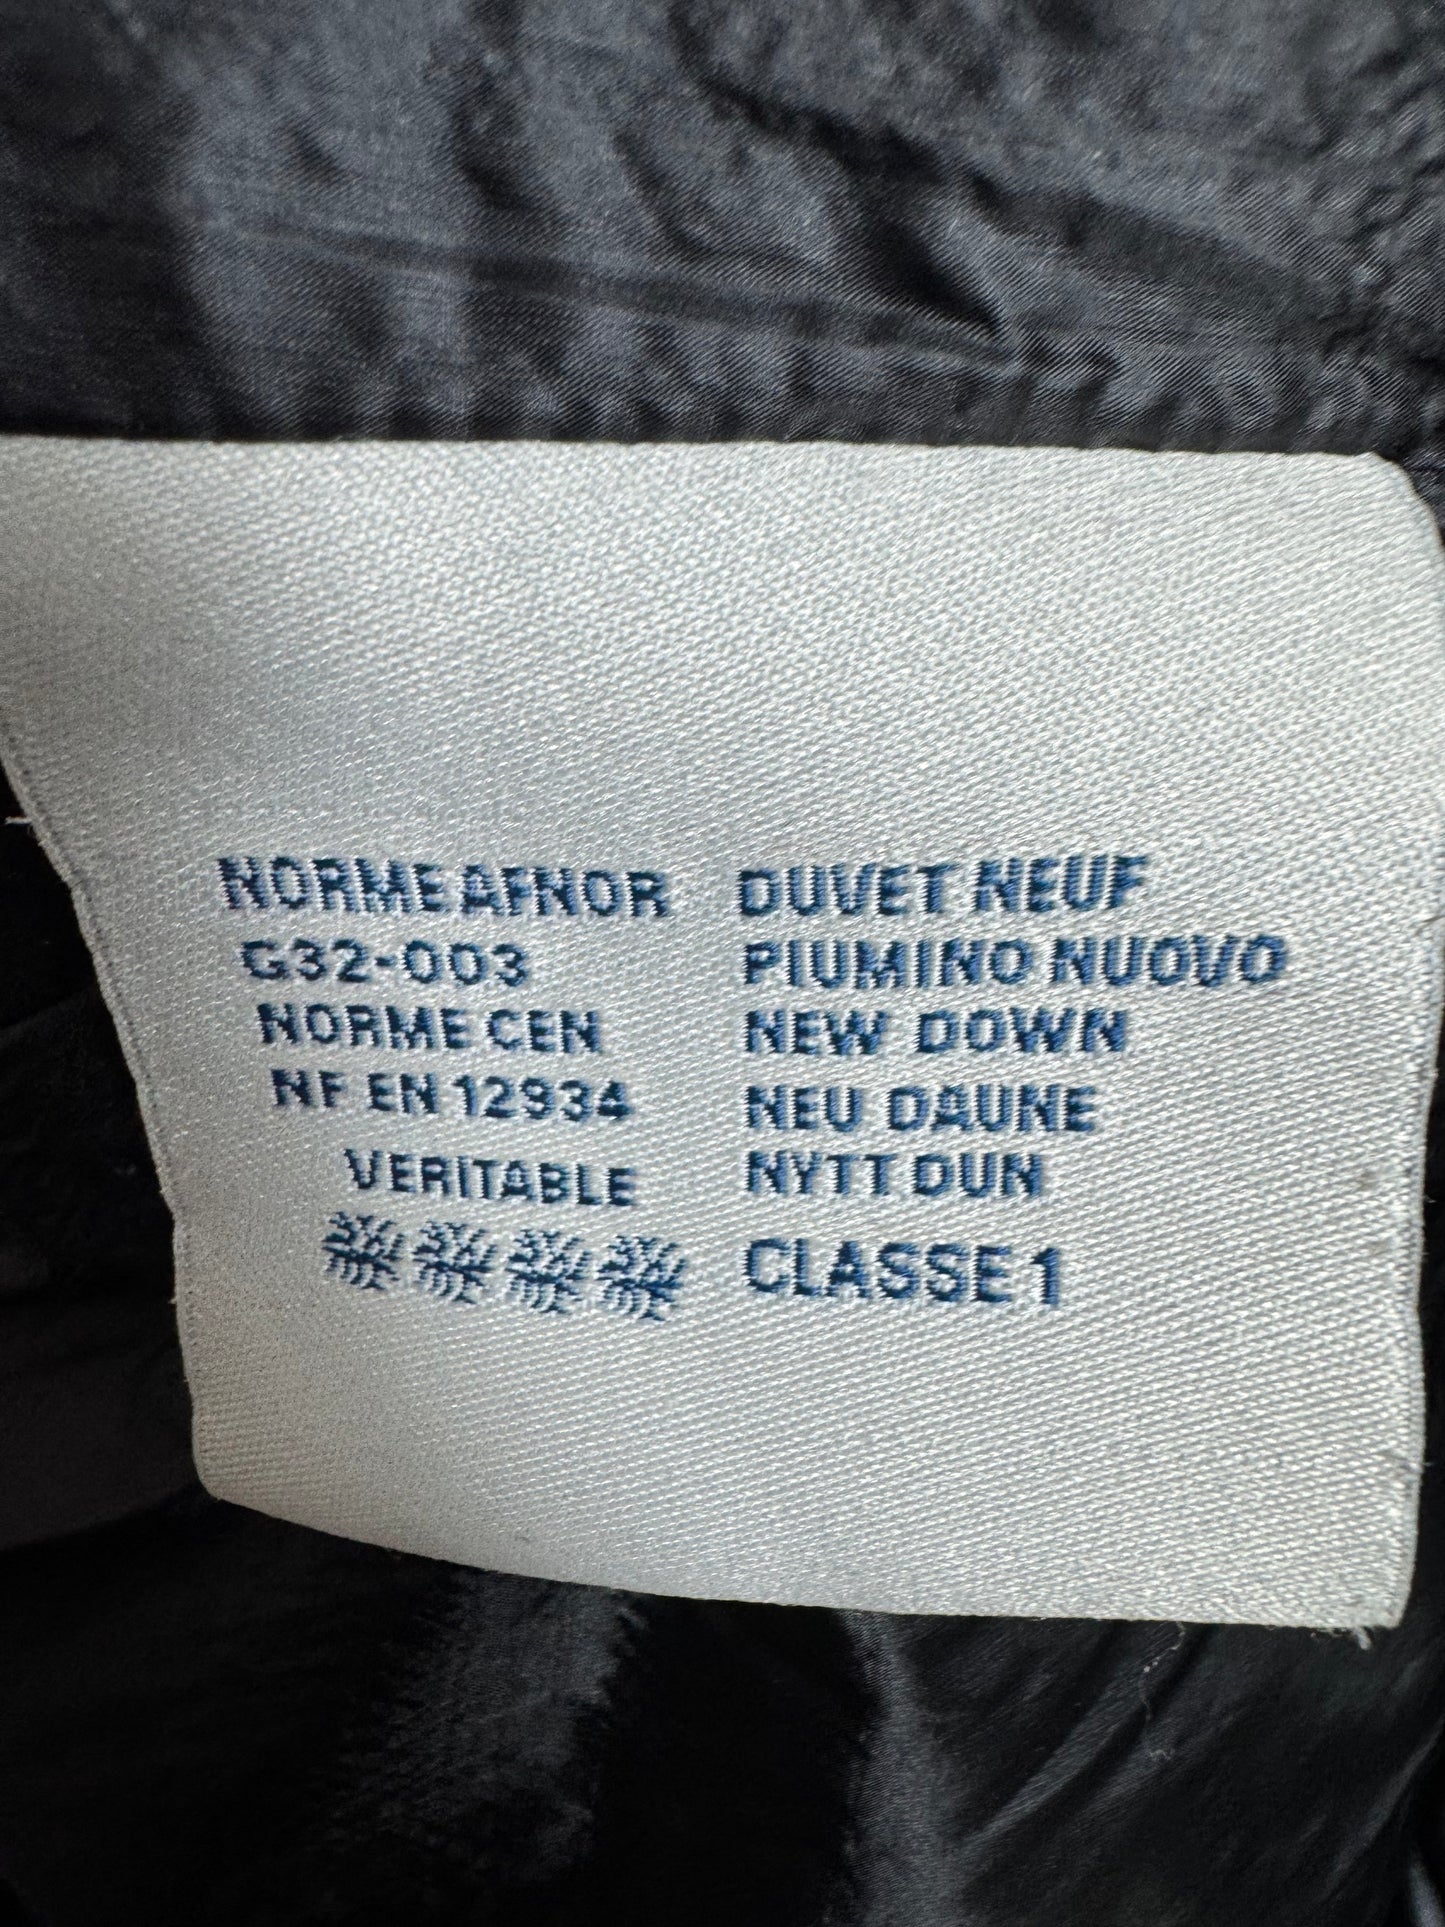 NORME AFNOR
G32-003
NORME CEN
NF EN 12934
VERITABLE
DUVET NEUF
PIUMINO NUOVO
NEW DOWN
NEU DAUNE
NYTT DUN
CLASSE 1